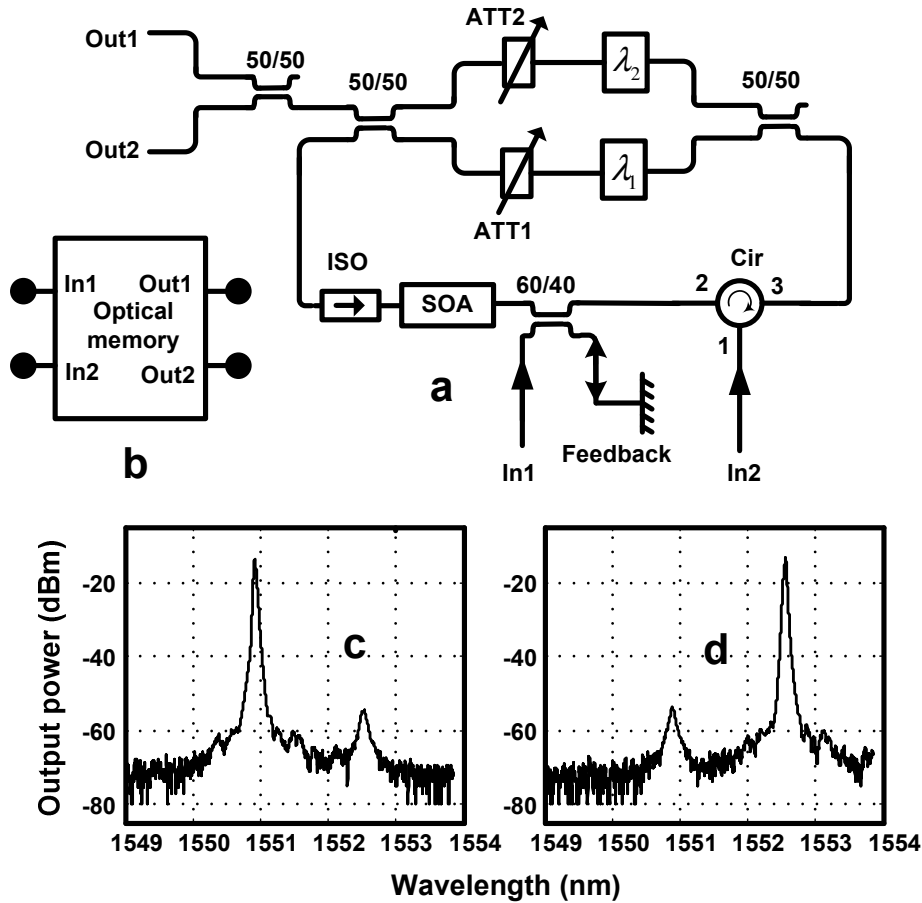 Out1
ATT2
50/50
50/50
λ2
50/50
Out2
λ1
ATT1
ISO
Cir
In1
Out1
SOA
60/40
2
3
Optical
memory
1
In2
Out2
a
b
In1
Feedback
In2
Output power (dBm)
-20
-40
-60
-80
c
1549 1550 1551 1552 1553 1554
-20
-40
-60
-80
d
1549 1550 1551 1552 1553 1554
Wavelength (nm)